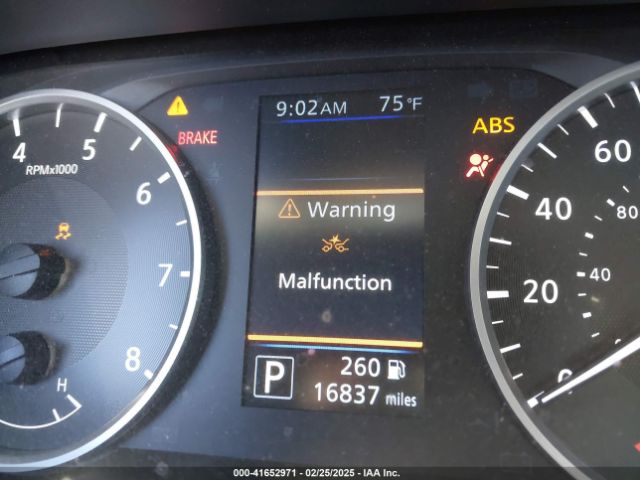 9:02AM 75°F
BRAKE
ABS
4 5 6 7 8
RPMx1000
H
Warning
Malfunction
P
260
16837 miles
60
40
20
0
80
40
000-41652971 | 02/25/2025 | IAA Inc.